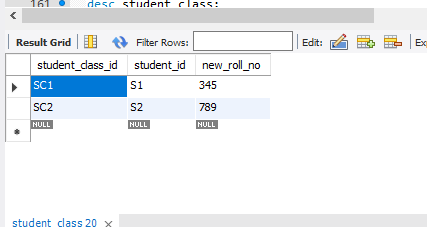 161 desc student_class;
Result Grid Filter Rows: Edit:
student_class_id student_id new_roll_no
SC1 S1 345
SC2 S2 789
NULL NULL NULL
student_class 20 ×